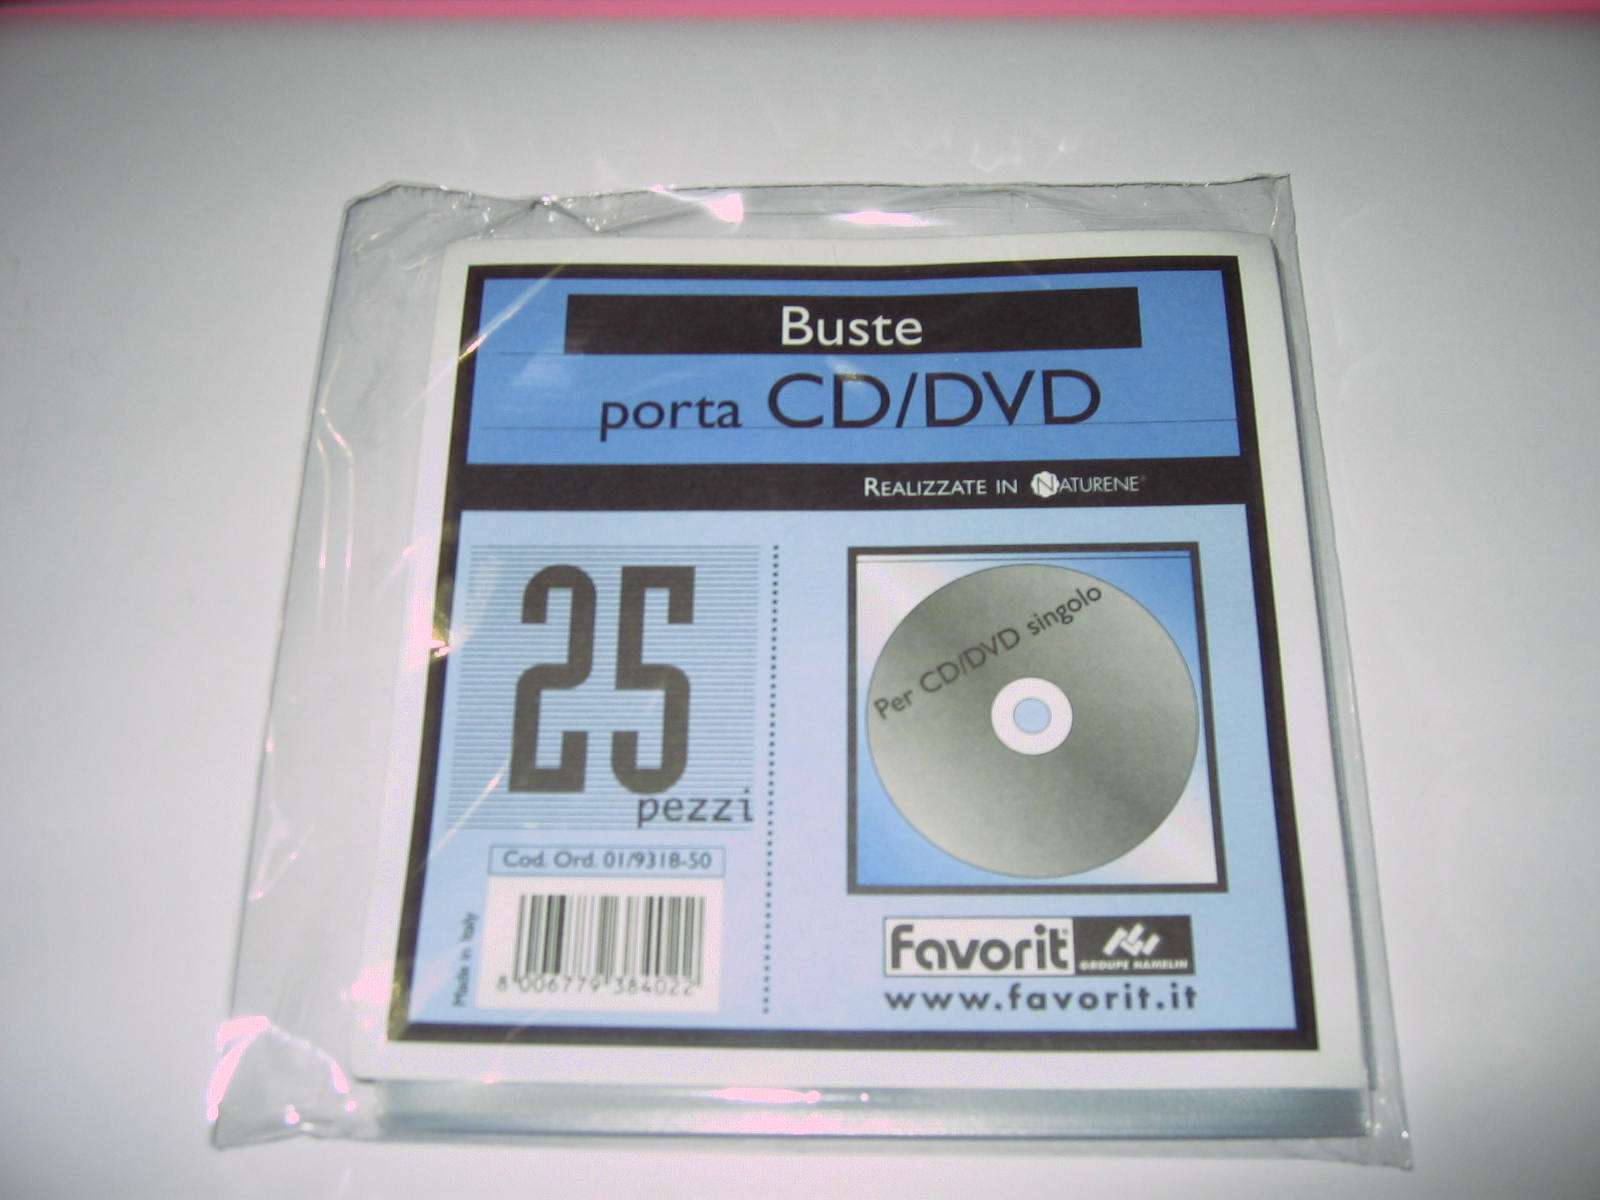 Buste
porta CD/DVD
REALIZZATE IN NATURENE
25
pezzi
Per CD/DVD singolo
Cod. Ord. 01/9318-50
Made in Italy
8 006779 384022
favorit
GROUPE HAMELIN
www.favorit.it